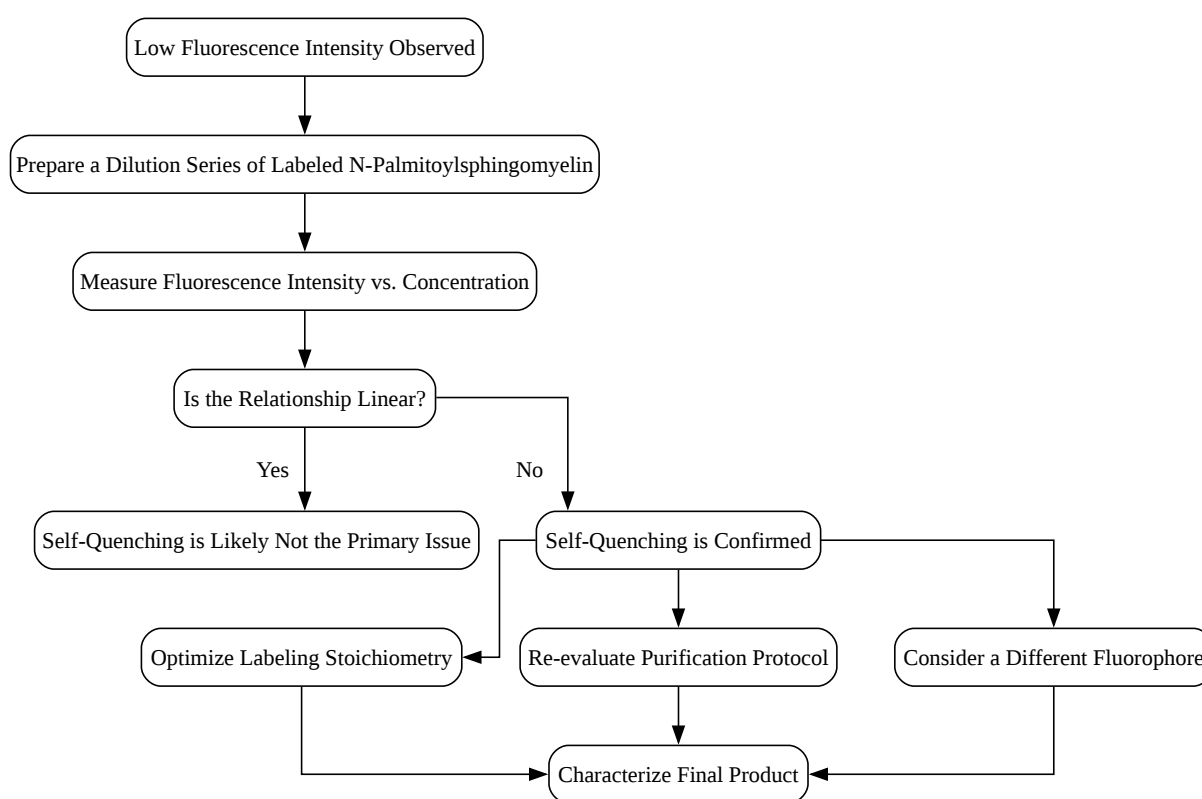 Low Fluorescence Intensity Observed
Prepare a Dilution Series of Labeled N-Palmitoylsphingomyelin
Measure Fluorescence Intensity vs. Concentration
Is the Relationship Linear?
Yes
No
Self-Quenching is Likely Not the Primary Issue
Self-Quenching is Confirmed
Optimize Labeling Stoichiometry
Re-evaluate Purification Protocol
Consider a Different Fluorophore
Characterize Final Product